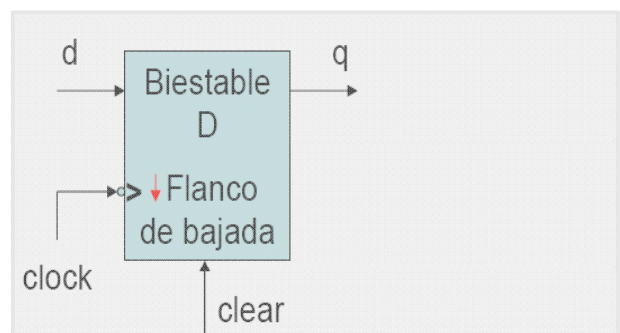 d
q
Biestable
D
> ↓ Flanco
de bajada
clock
clear